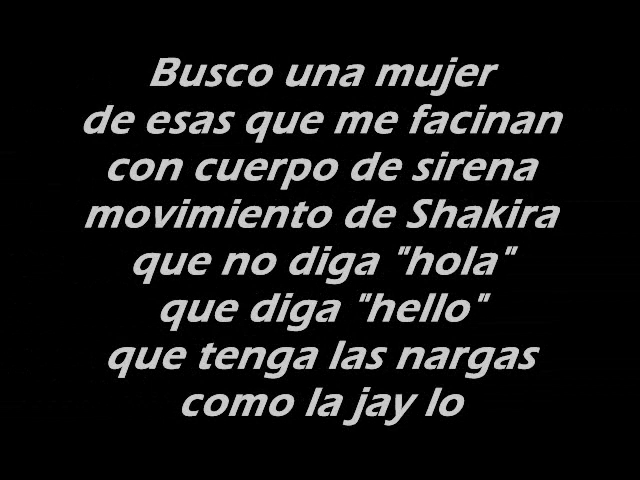 Busco una mujer
de esas que me facinan
con cuerpo de sirena
movimiento de Shakira
que no diga "hola"
que diga "hello"
que tenga las nargas
como la jay lo